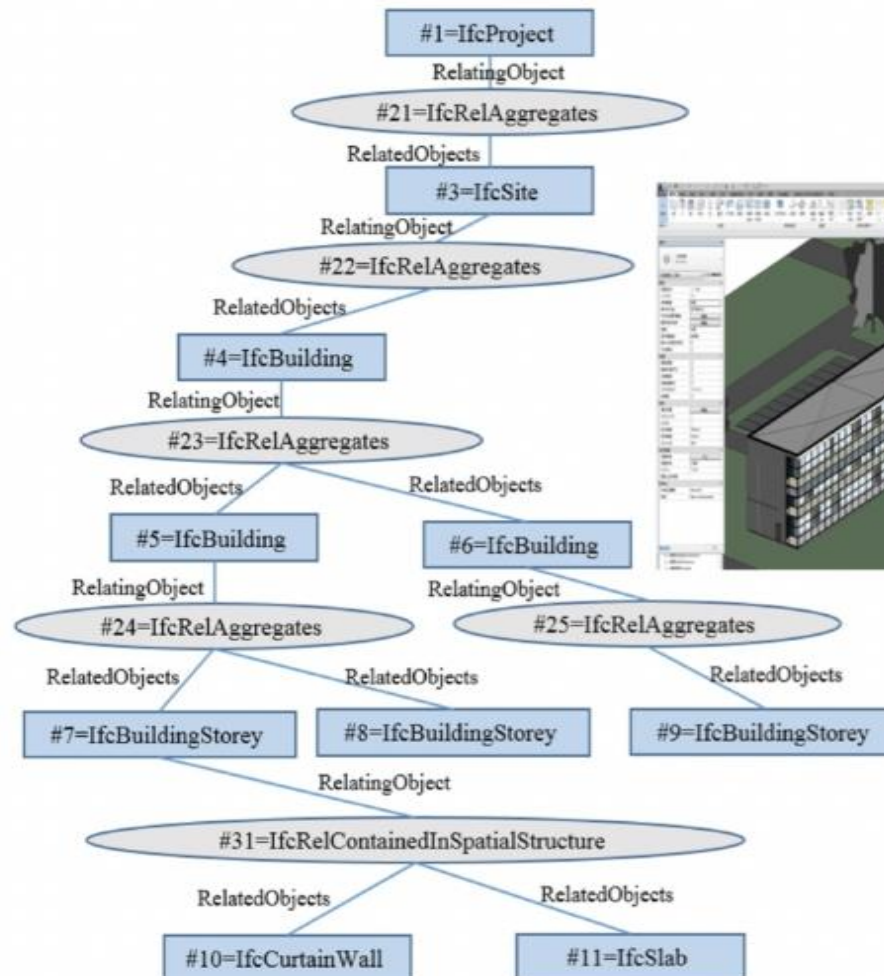 #1=IfcProject
RelatingObject
#21=IfcRelAggregates
RelatedObjects
#3=IfcSite
RelatingObject
#22=IfcRelAggregates
RelatedObjects
#4=IfcBuilding
RelatingObject
#23=IfcRelAggregates
RelatedObjects
RelatedObjects
#5=IfcBuilding
#6=IfcBuilding
RelatingObject
RelatingObject
#24=IfcRelAggregates
#25=IfcRelAggregates
RelatedObjects
RelatedObjects
RelatedObjects
#7=IfcBuildingStorey
#8=IfcBuildingStorey
#9=IfcBuildingStorey
RelatingObject
#31=IfcRelContainedInSpatialStructure
RelatedObjects
RelatedObjects
#10=IfcCurtainWall
#11=IfcSlab